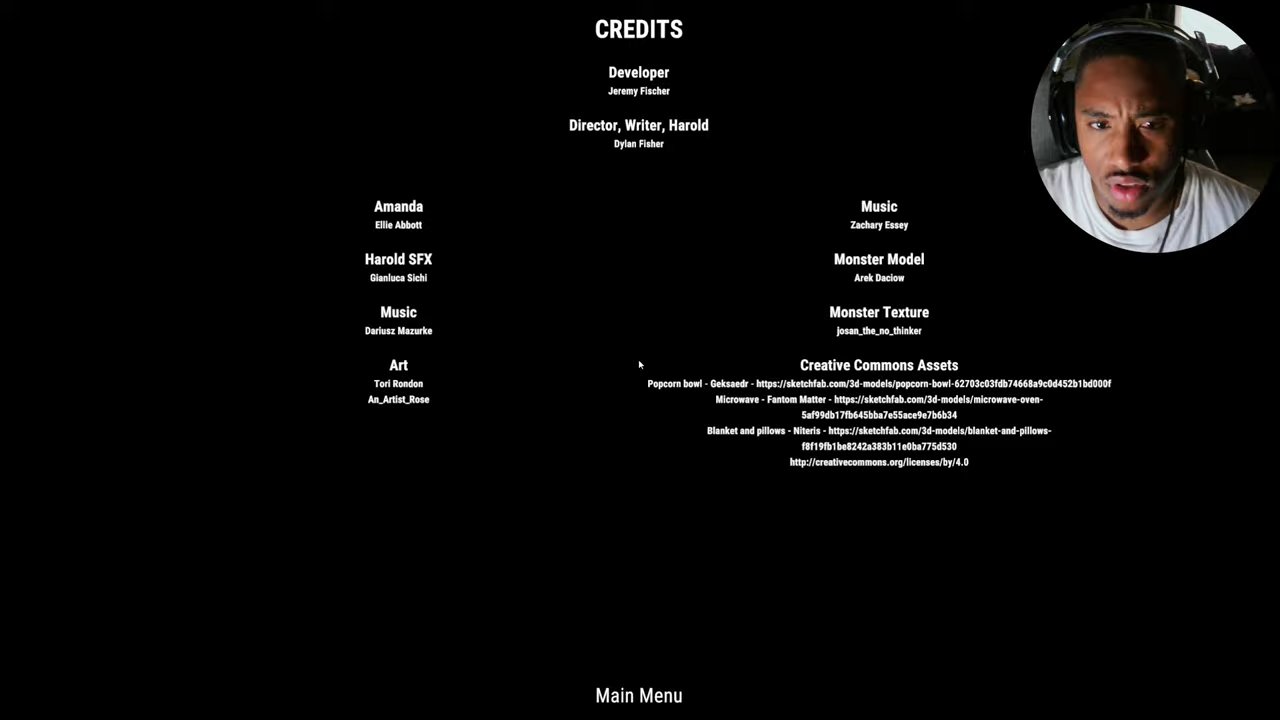 CREDITS
Developer
Jeremy Fischer
Director, Writer, Harold
Dylan Fisher
Amanda
Ellie Abbott
Harold SFX
Gianluca Sichi
Music
Dariusz Mazurke
Art
Tori Rondon
An_Artist_Rose
Music
Zachary Essey
Monster Model
Arek Daciow
Monster Texture
josan_the_no_thinker
Creative Commons Assets
Popcorn bowl - Geksaedr - https://sketchfab.com/3d-models/popcorn-bowl-62703c03fdb74668a9c0d452b1bd000f
Microwave - Fantom Matter - https://sketchfab.com/3d-models/microwave-oven-
5af99db17fb645bba7e55ace9e7b6b34
Blanket and pillows - Niteris - https://sketchfab.com/3d-models/blanket-and-pillows-
f8f19fb1be8242a383b11e0ba775d530
http://creativecommons.org/licenses/by/4.0
Main Menu